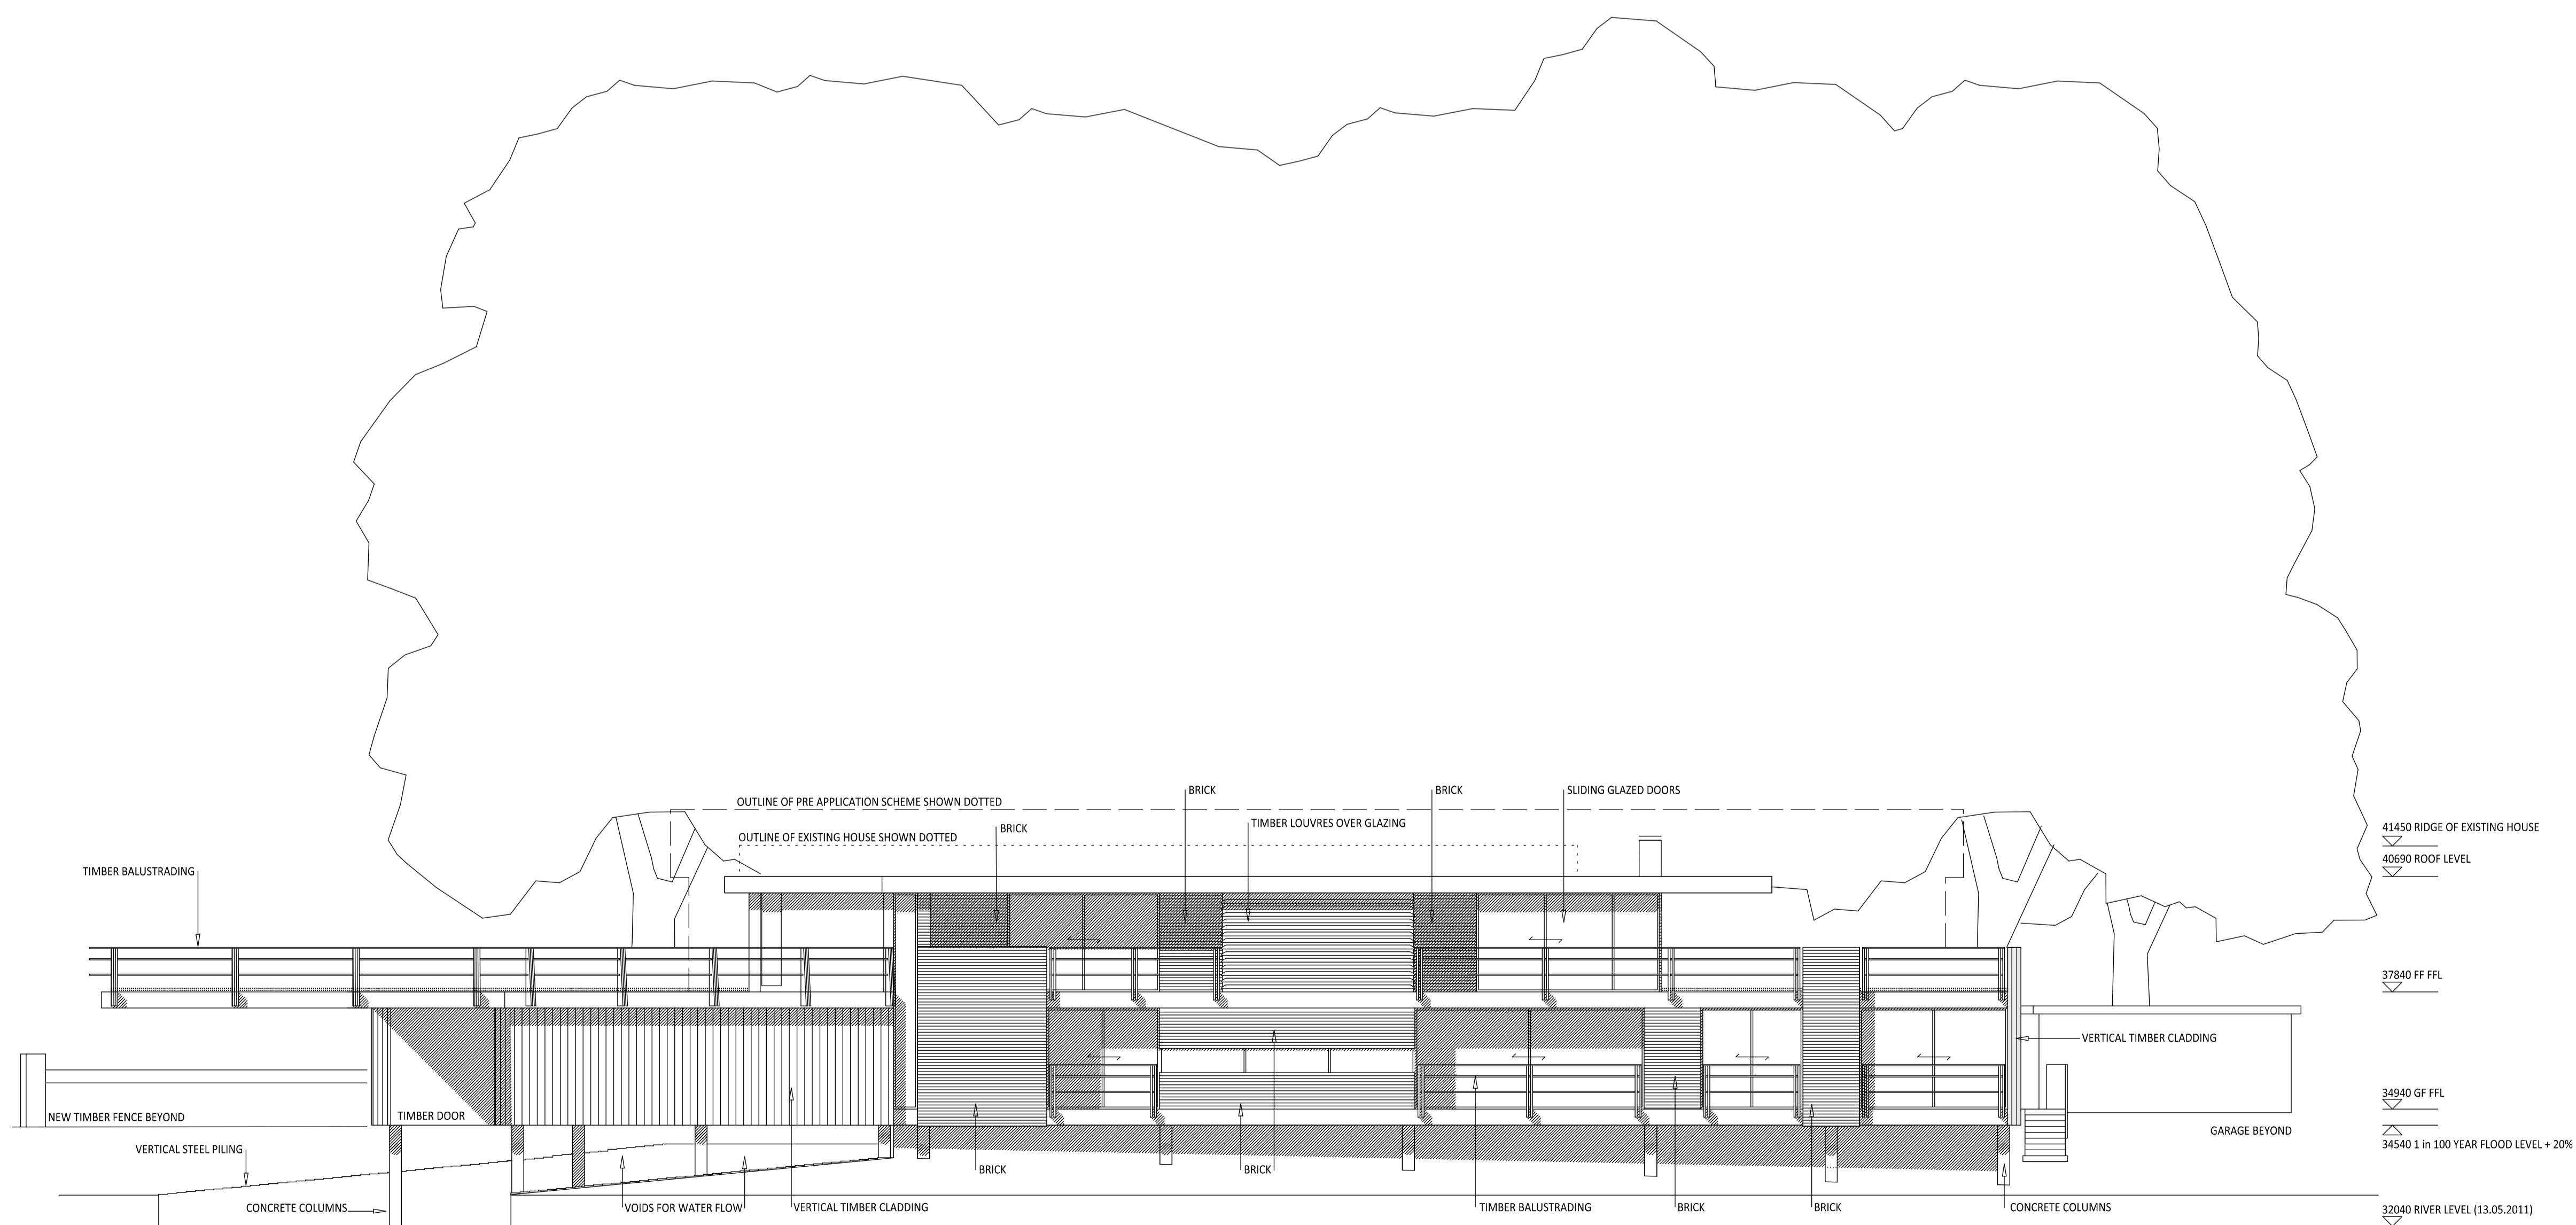 BRICK
BRICK
SLIDING GLAZED DOORS
OUTLINE OF PRE APPLICATION SCHEME SHOWN DOTTED
TIMBER LOUVRES OVER GLAZING
BRICK
OUTLINE OF EXISTING HOUSE SHOWN DOTTED
41450 RIDGE OF EXISTING HOUSE
40690 ROOF LEVEL
TIMBER BALUSTRADING
37840 FF FFL
VERTICAL TIMBER CLADDING
34940 GF FFL
NEW TIMBER FENCE BEYOND
TIMBER DOOR
GARAGE BEYOND
34540 1 in 100 YEAR FLOOD LEVEL + 20%
VERTICAL STEEL PILING
BRICK
BRICK
CONCRETE COLUMNS
VOIDS FOR WATER FLOW
VERTICAL TIMBER CLADDING
TIMBER BALUSTRADING
BRICK
BRICK
CONCRETE COLUMNS
32040 RIVER LEVEL (13.05.2011)